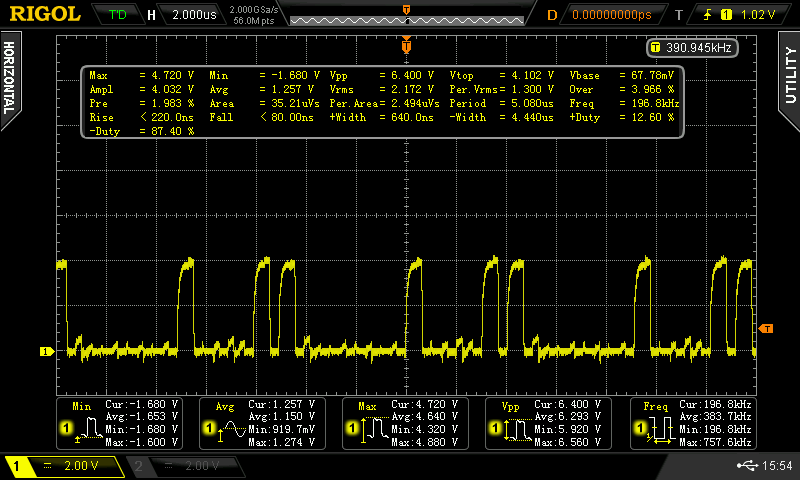 RIGOL T'D H 2.000us 2.000GSa/s 56.0Mpts D 0.00000000ps T 1 1.02 V
HORIZONTAL
UTILITY
T 390.945kHz
Max = 4.720 V Min = -1.680 V Vpp = 6.400 V Vtop = 4.102 V Vbase = 67.78mV
Ampl = 4.032 V Avg = 1.257 V Vrms = 2.172 V Per.Vrms= 1.300 V Over = 3.966 %
Pre = 1.983 % Area = 35.21uVs Per.Area= 2.494uVs Period = 5.080us Freq = 196.8kHz
Rise < 220.0ns Fall < 80.00ns +Width = 640.0ns -Width = 4.440us +Duty = 12.60 %
-Duty = 87.40 %
T
1
T
Min Cur:-1.680 V
Avg:-1.653 V
1 Min:-1.680 V
Max:-1.600 V
Avg Cur:1.257 V
Avg:1.150 V
1 Min:919.7mV
Max:1.274 V
Max Cur:4.720 V
Avg:4.640 V
1 Min:4.320 V
Max:4.880 V
Vpp Cur:6.400 V
Avg:6.293 V
1 Min:5.920 V
Max:6.560 V
Freq Cur:196.8kHz
Avg:383.7kHz
1 Min:196.8kHz
Max:757.6kHz
1 2.00 V 2 2.00 V 15:54